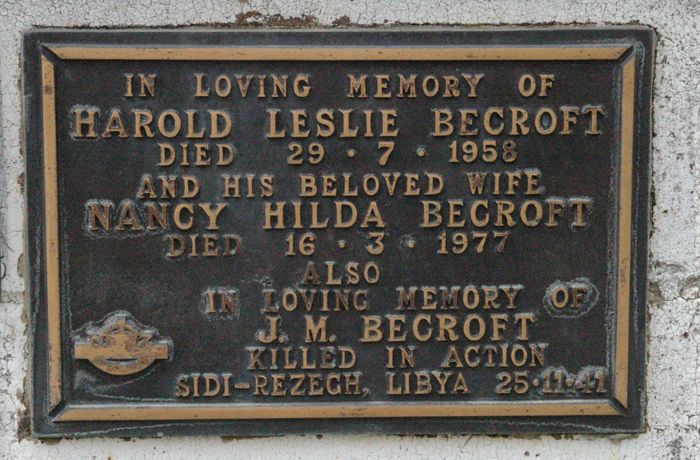 IN LOVING MEMORY OF
HAROLD LESLIE BECROFT
DIED 29 · 7 · 1958
AND HIS BELOVED WIFE
NANCY HILDA BECROFT
DIED 16 · 3 · 1977
ALSO
IN LOVING MEMORY OF
J. M. BECROFT
KILLED IN ACTION
SIDI-REZEGH, LIBYA 25·11·41